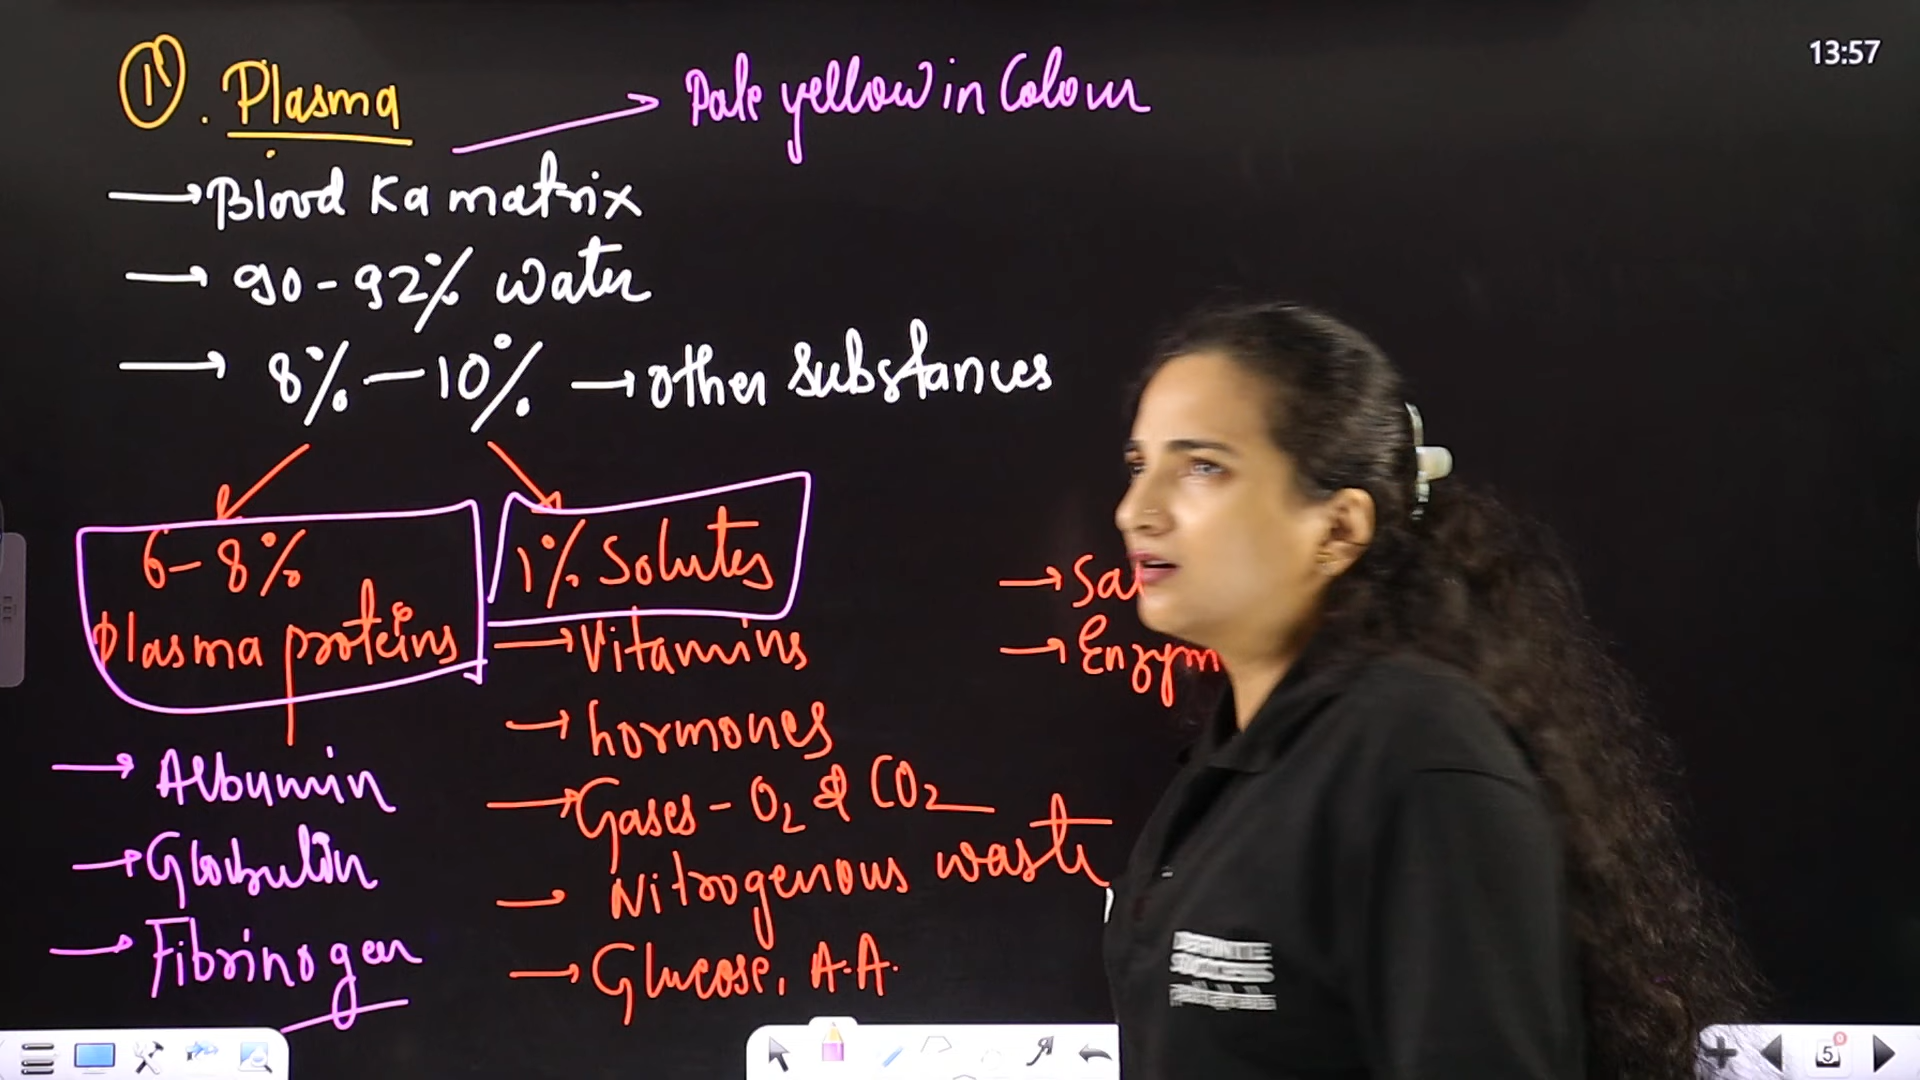 13:57
① . Plasma
→ Pale yellow in Colour
→ Blood Ka matrix
→ 90-92% water
→ 8% - 10% → other substances
6-8%
Plasma proteins
1% Solutes
→ Vitamins
→ hormones
→ Gases - O₂ & CO₂
→ Nitrogenous waste
→ Glucose, A.A.
→ Albumin
→ Globulin
→ Fibrinogen
5